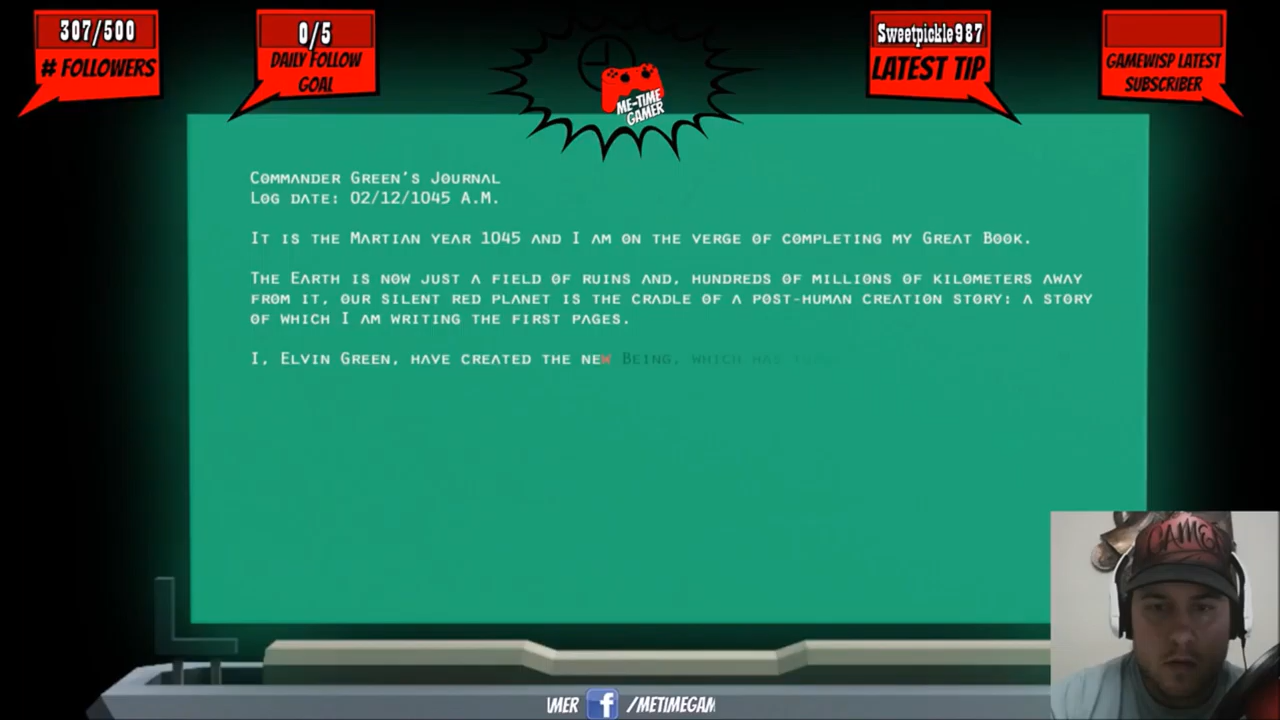 307/500
# FOLLOWERS
0/5
DAILY FOLLOW
GOAL
ME-TIME
GAMER
Sweetpickle987
LATEST TIP
GAMEWISP LATEST
SUBSCRIBER
COMMANDER GREEN'S JOURNAL
LOG DATE: 02/12/1045 A.M.
IT IS THE MARTIAN YEAR 1045 AND I AM ON THE VERGE OF COMPLETING MY GREAT BOOK.
THE EARTH IS NOW JUST A FIELD OF RUINS AND, HUNDREDS OF MILLIONS OF KILOMETERS AWAY
FROM IT, OUR SILENT RED PLANET IS THE CRADLE OF A POST-HUMAN CREATION STORY: A STORY
OF WHICH I AM WRITING THE FIRST PAGES.
I, ELVIN GREEN, HAVE CREATED THE NEW BEING, WHICH HAS
GAME
/METIMEGAM